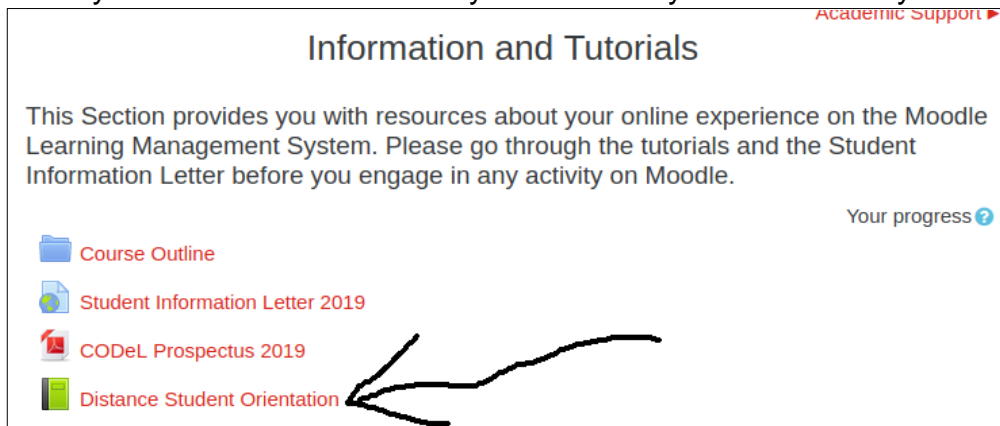 Academic Support ▶
Information and Tutorials
This Section provides you with resources about your online experience on the Moodle
Learning Management System. Please go through the tutorials and the Student
Information Letter before you engage in any activity on Moodle.
Your progress
Course Outline
Student Information Letter 2019
CODeL Prospectus 2019
Distance Student Orientation